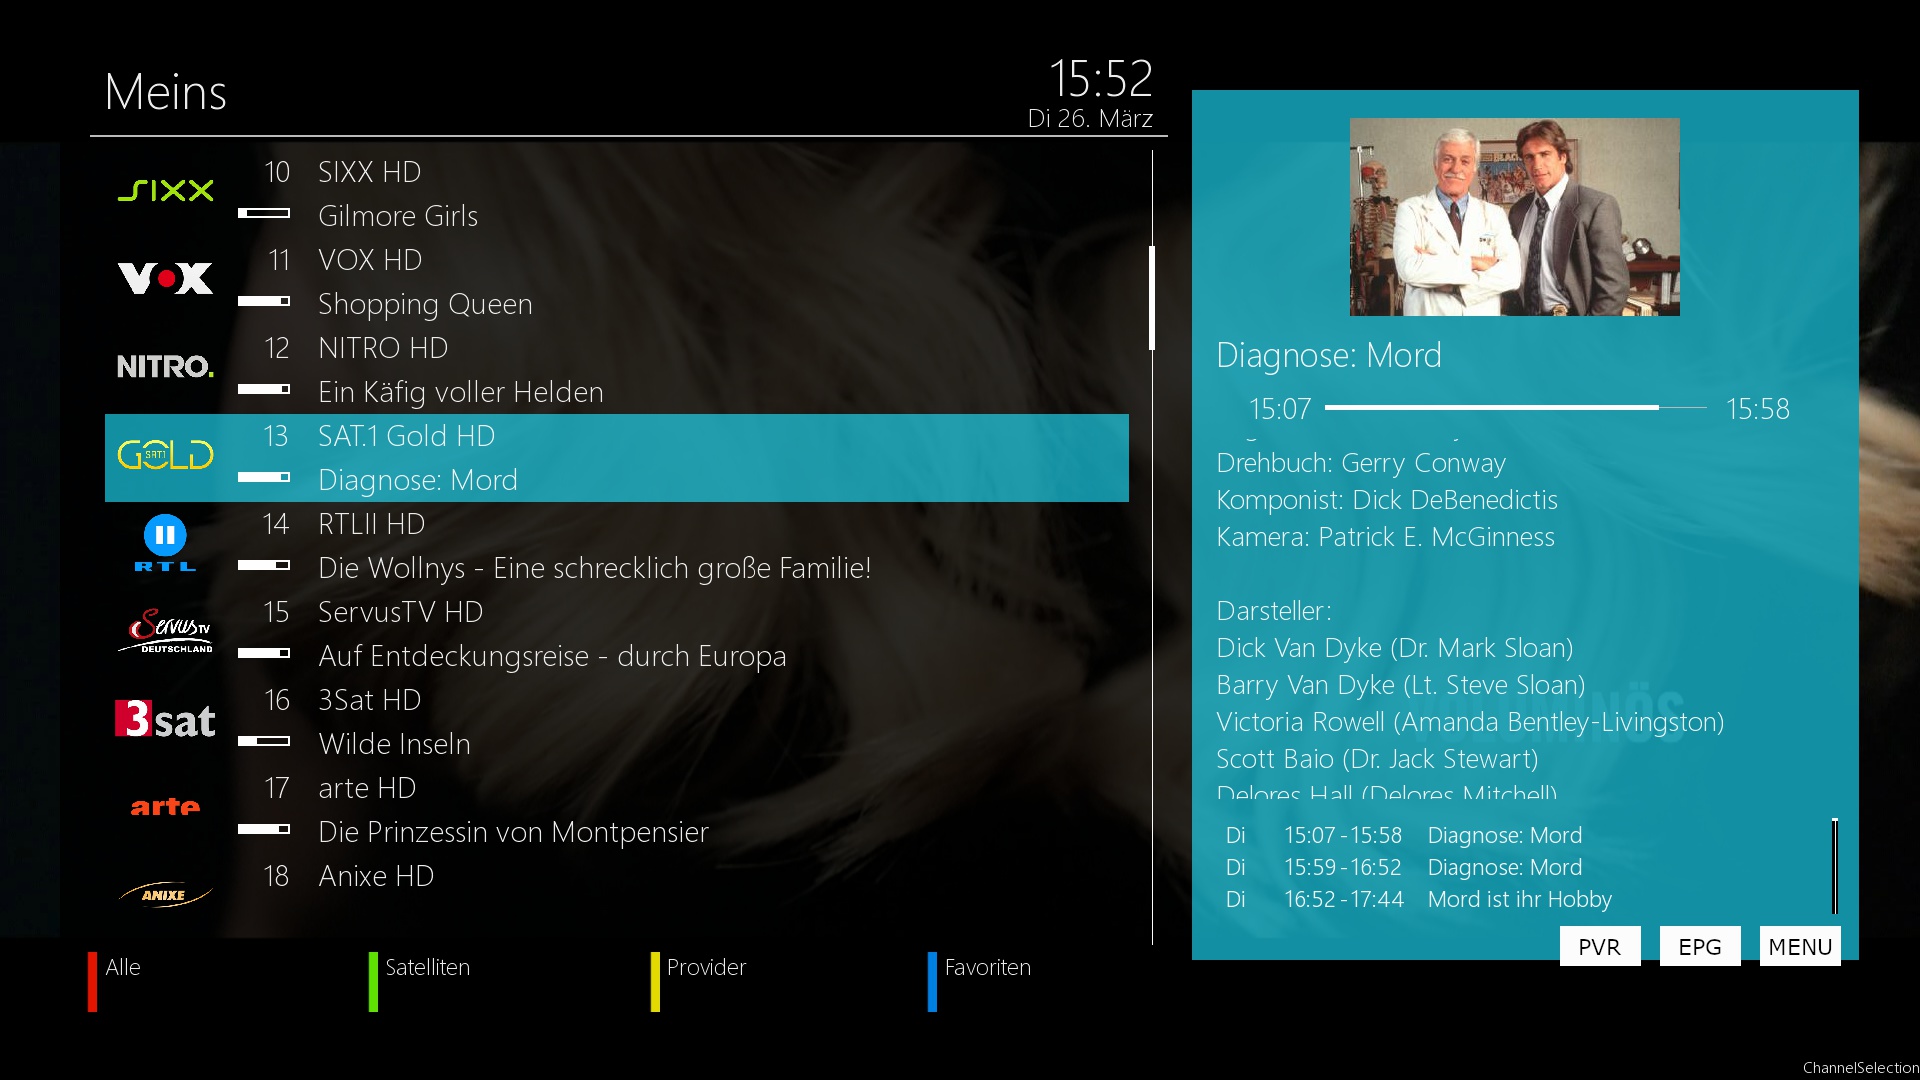 Meins
15:52
Di 26. März
sixx
10 SIXX HD
Gilmore Girls
VOX
11 VOX HD
Shopping Queen
NITRO.
12 NITRO HD
Ein Käfig voller Helden
GOLD
SAT.1
13 SAT.1 Gold HD
Diagnose: Mord
RTL
14 RTLII HD
Die Wollnys - Eine schrecklich große Familie!
SERVUSTV
DEUTSCHLAND
15 ServusTV HD
Auf Entdeckungsreise - durch Europa
3sat
16 3Sat HD
Wilde Inseln
arte
17 arte HD
Die Prinzessin von Montpensier
ANIXE
18 Anixe HD
Alle
Satelliten
Provider
Favoriten
Diagnose: Mord
15:07 15:58
Drehbuch: Gerry Conway
Komponist: Dick DeBenedictis
Kamera: Patrick E. McGinness
Darsteller:
Dick Van Dyke (Dr. Mark Sloan)
Barry Van Dyke (Lt. Steve Sloan)
Victoria Rowell (Amanda Bentley-Livingston)
Scott Baio (Dr. Jack Stewart)
Delores Hall (Delores Mitchell)
Di 15:07 - 15:58 Diagnose: Mord
Di 15:59 - 16:52 Diagnose: Mord
Di 16:52 - 17:44 Mord ist ihr Hobby
PVR EPG MENU
ChannelSelection